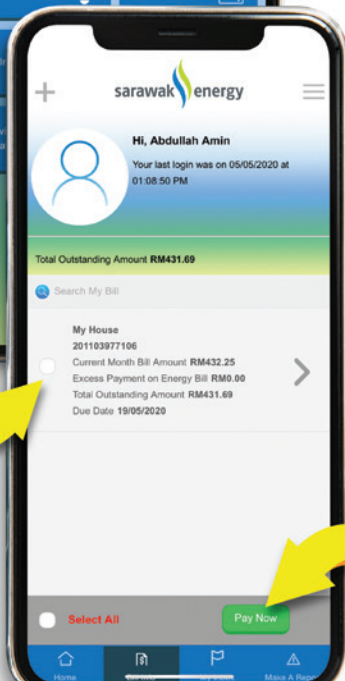 sarawak energy
Hi, Abdullah Amin
Your last login was on 05/05/2020 at
01:08:50 PM
Total Outstanding Amount RM431.69
Search My Bill
My House
201103977106
Current Month Bill Amount RM432.25
Excess Payment on Energy Bill RM0.00
Total Outstanding Amount RM431.69
Due Date 19/05/2020
Select All
Pay Now
Home
Make A Repo